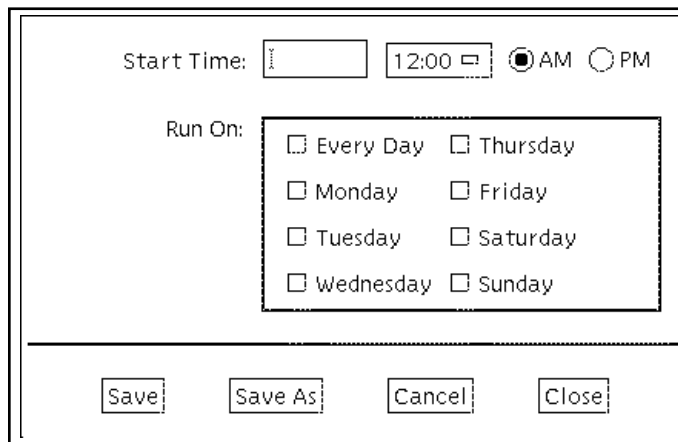 Start Time: 12:00 AM PM
Run On:
Every Day Thursday
Monday Friday
Tuesday Saturday
Wednesday Sunday
Save Save As Cancel Close